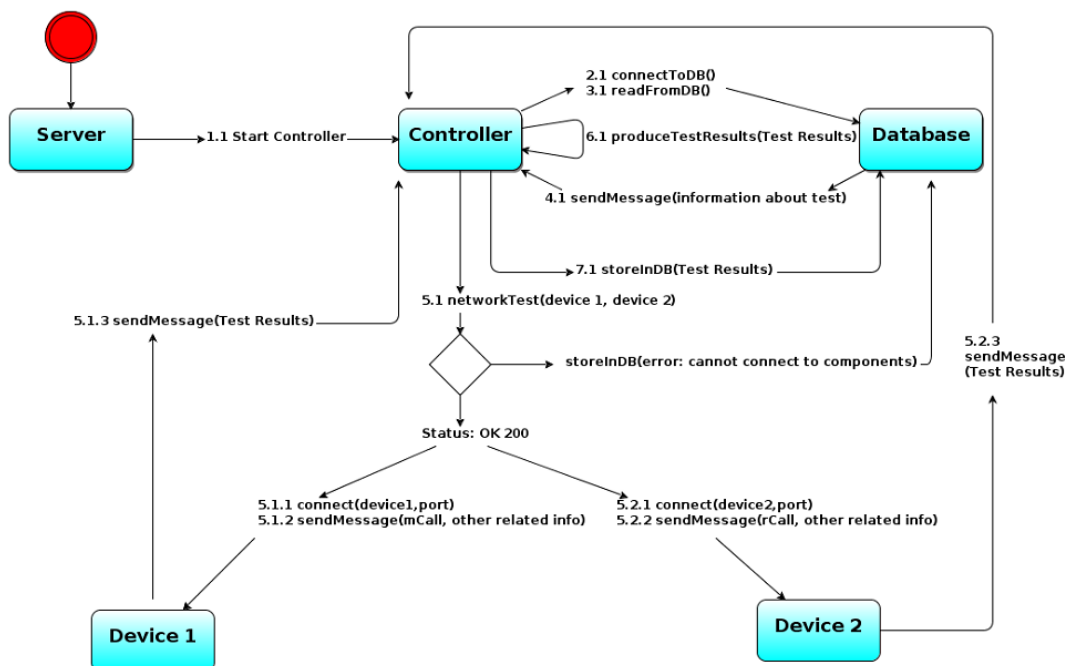 2.1 connectToDB()
3.1 readFromDB()
Server
1.1 Start Controller
Controller
6.1 produceTestResults(Test Results)
Database
4.1 sendMessage(information about test)
7.1 storeInDB(Test Results)
5.1 networkTest(device 1, device 2)
5.1.3 sendMessage(Test Results)
5.2.3
sendMessage
(Test Results)
storeInDB(error: cannot connect to components)
Status: OK 200
5.1.1 connect(device1,port)
5.1.2 sendMessage(mCall, other related info)
5.2.1 connect(device2,port)
5.2.2 sendMessage(rCall, other related info)
Device 1
Device 2